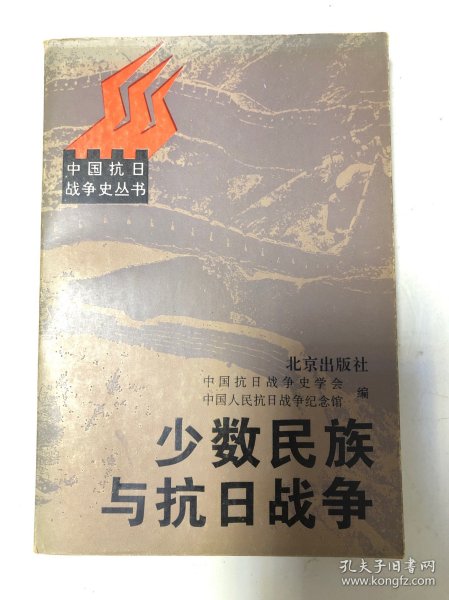 中国抗日
战争史丛书
北京出版社
中国抗日战争史学会
中国人民抗日战争纪念馆
编
少数民族
与抗日战争
孔夫子旧书网
www.kongfz.com